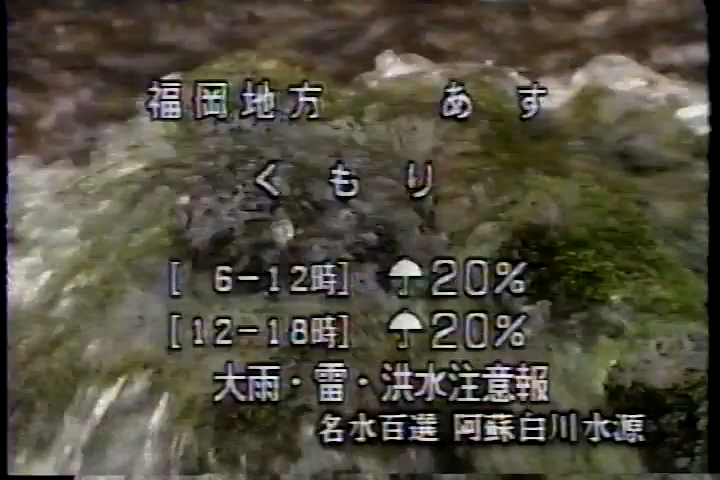 福岡地方 あす
くもり
[ 6-12時] ☂20%
[12-18時] ☂20%
大雨・雷・洪水注意報
名水百選 阿蘇白川水源